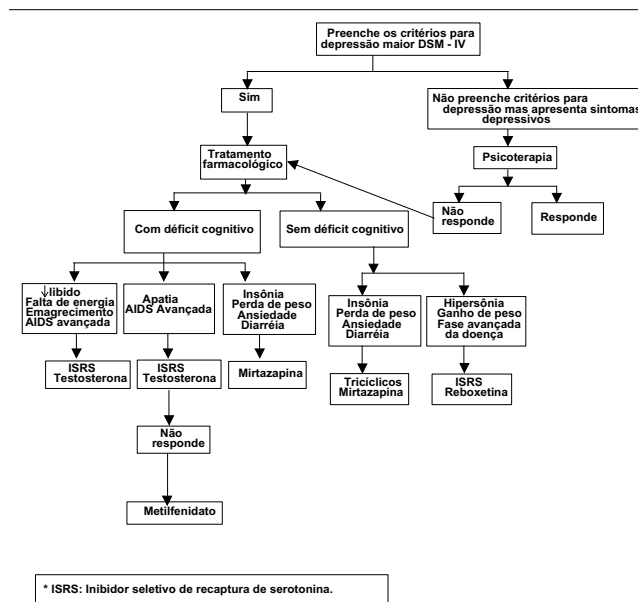 Preenche os critérios para
depressão maior DSM - IV
Sim
Não preenche critérios para
depressão mas apresenta sintomas
depressivos
Tratamento
farmacológico
Psicoterapia
Não
responde
Responde
Com déficit cognitivo
Sem déficit cognitivo
↓libido
Falta de energia
Emagrecimento
AIDS avançada
Apatia
AIDS Avançada
Insônia
Perda de peso
Ansiedade
Diarréia
Insônia
Perda de peso
Ansiedade
Diarréia
Hipersônia
Ganho de peso
Fase avançada
da doença
ISRS
Testosterona
ISRS
Testosterona
Mirtazapina
Tricíclicos
Mirtazapina
ISRS
Reboxetina
Não
responde
Metilfenidato
* ISRS: Inibidor seletivo de recaptura de serotonina.